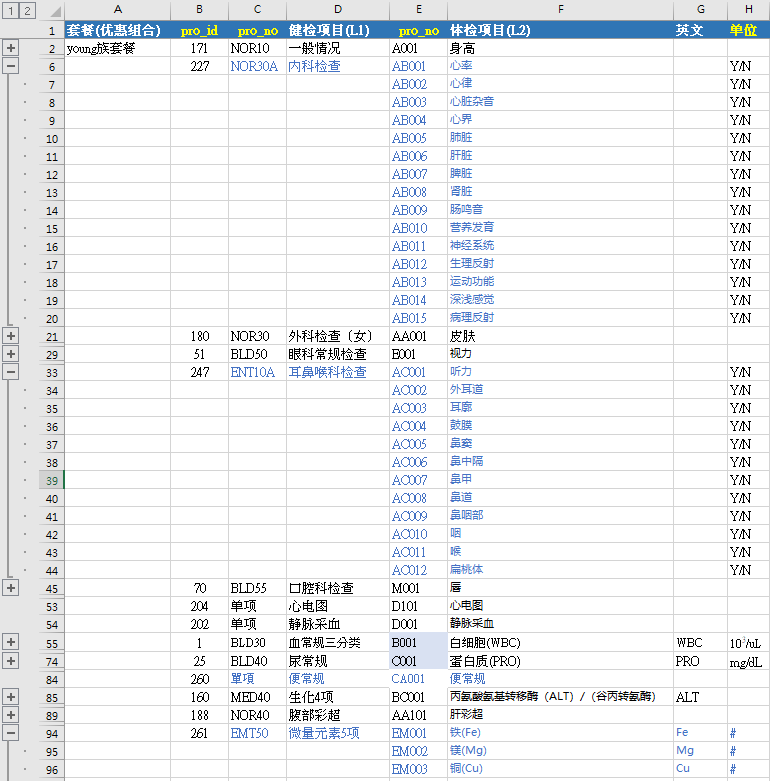 1 2
A B C D E F G H
1 套餐(优惠组合) pro_id pro_no 健检项目(L1) pro_no 体检项目(L2) 英文 单位
2 young族套餐 171 NOR10 一般情况 A001 身高
6 227 NOR30A 内科检查 AB001 心率 Y/N
7 AB002 心律 Y/N
8 AB003 心脏杂音 Y/N
9 AB004 心界 Y/N
10 AB005 肺脏 Y/N
11 AB006 肝脏 Y/N
12 AB007 脾脏 Y/N
13 AB008 肾脏 Y/N
14 AB009 肠鸣音 Y/N
15 AB010 营养发育 Y/N
16 AB011 神经系统 Y/N
17 AB012 生理反射 Y/N
18 AB013 运动功能 Y/N
19 AB014 深浅感觉 Y/N
20 AB015 病理反射 Y/N
21 180 NOR30 外科检查（女） AA001 皮肤
29 51 BLD50 眼科常规检查 E001 视力
33 247 ENT10A 耳鼻喉科检查 AC001 听力 Y/N
34 AC002 外耳道 Y/N
35 AC003 耳廓 Y/N
36 AC004 鼓膜 Y/N
37 AC005 鼻窦 Y/N
38 AC006 鼻中隔 Y/N
39 AC007 鼻甲 Y/N
40 AC008 鼻道 Y/N
41 AC009 鼻咽部 Y/N
42 AC010 咽 Y/N
43 AC011 喉 Y/N
44 AC012 扁桃体 Y/N
45 70 BLD55 口腔科检查 M001 唇
53 204 单项 心电图 D101 心电图
54 202 单项 静脉采血 D001 静脉采血
55 1 BLD30 血常规三分类 B001 白细胞(WBC) WBC 10³/uL
74 25 BLD40 尿常规 C001 蛋白质(PRO) PRO mg/dL
84 260 單項 便常规 CA001 便常规
85 160 MED40 生化4项 BC001 丙氨酸氨基转移酶（ALT）/（谷丙转氨酶） ALT
89 188 NOR40 腹部彩超 AA101 肝彩超
94 261 EMT50 微量元素5项 EM001 铁(Fe) Fe #
95 EM002 镁(Mg) Mg #
96 EM003 铜(Cu) Cu #